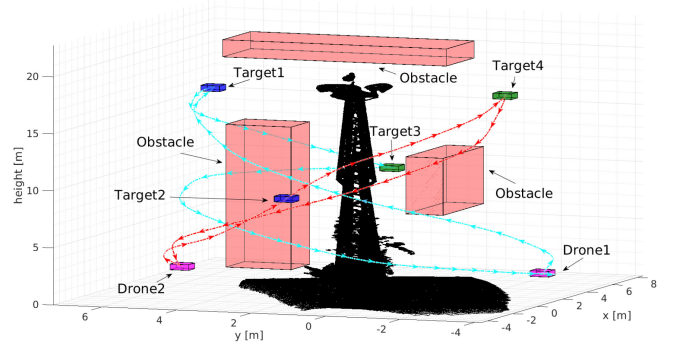 20
15
10
5
0
height [m]
6
4
2
0
-2
-4
y [m]
-4
-2
0
2
4
6
8
x [m]
Target1
Obstacle
Target4
Target3
Obstacle
Target2
Obstacle
Drone1
Drone2